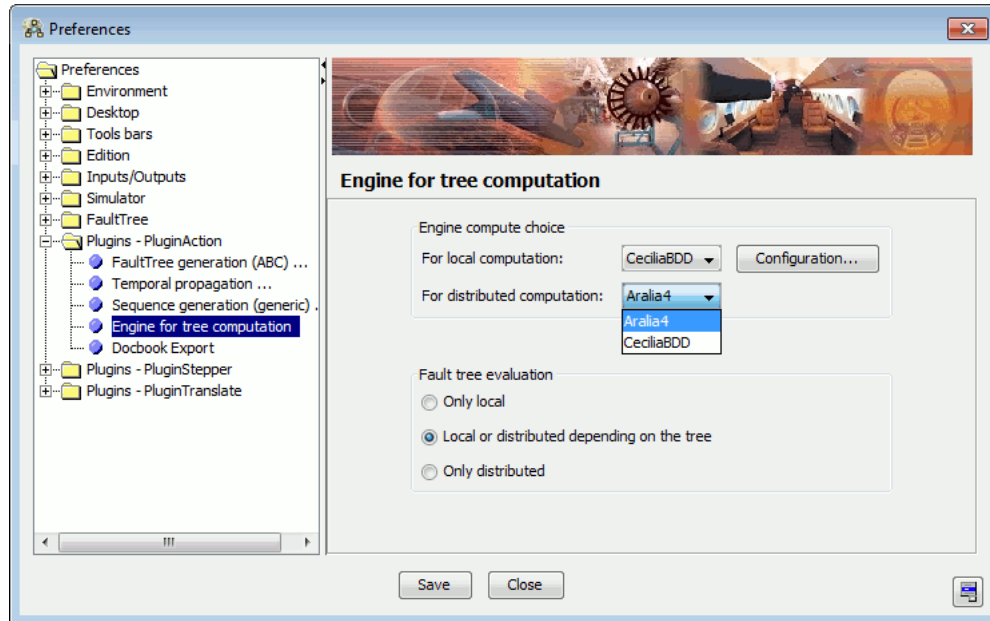 Preferences
Preferences
Environment
Desktop
Tools bars
Edition
Inputs/Outputs
Simulator
FaultTree
Plugins - PluginAction
FaultTree generation (ABC) ...
Temporal propagation ...
Sequence generation (generic) .
Engine for tree computation
Docbook Export
Plugins - PluginStepper
Plugins - PluginTranslate
Engine for tree computation
Engine compute choice
For local computation: CeciliaBDD Configuration...
For distributed computation: Aralia4
Aralia4
CeciliaBDD
Fault tree evaluation
Only local
Local or distributed depending on the tree
Only distributed
Save Close